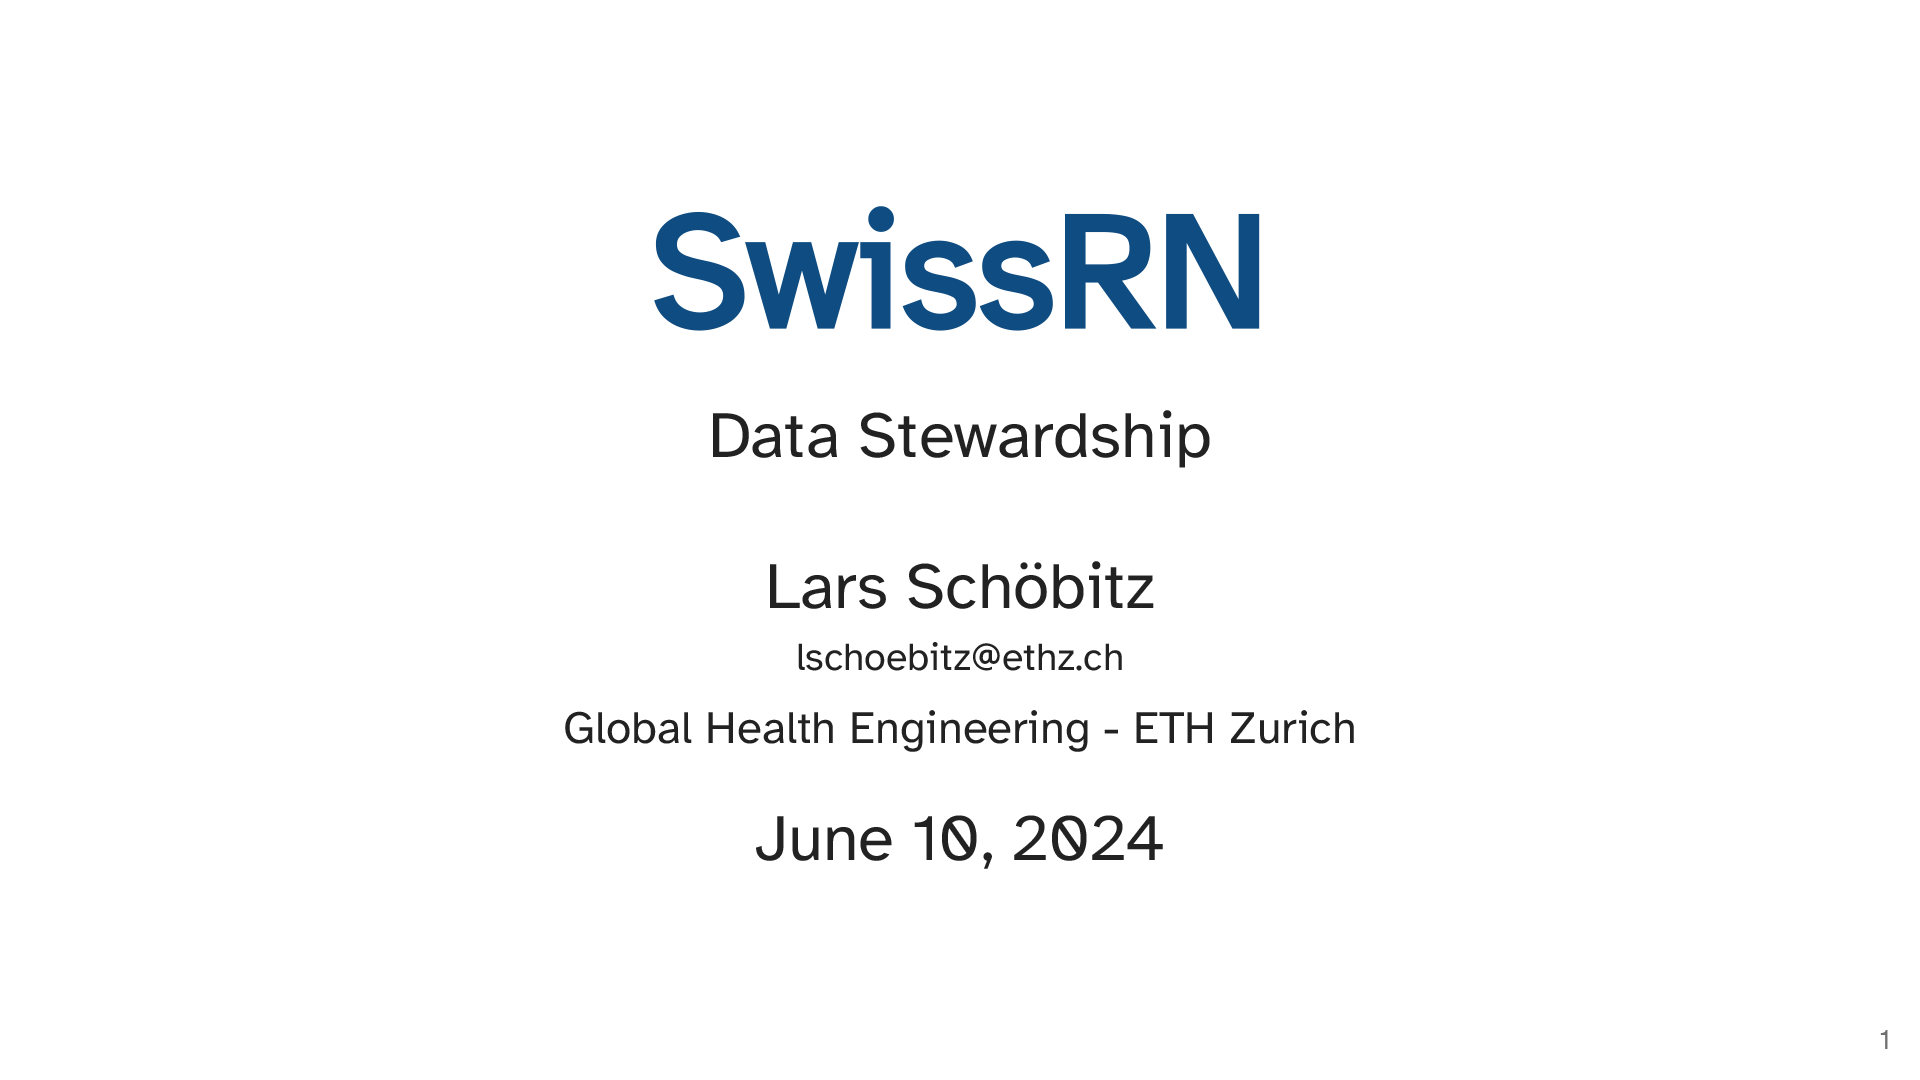 SwissRN
Data Stewardship
Lars Schöbitz
lschoebitz@ethz.ch
Global Health Engineering - ETH Zurich
June 10, 2024
1